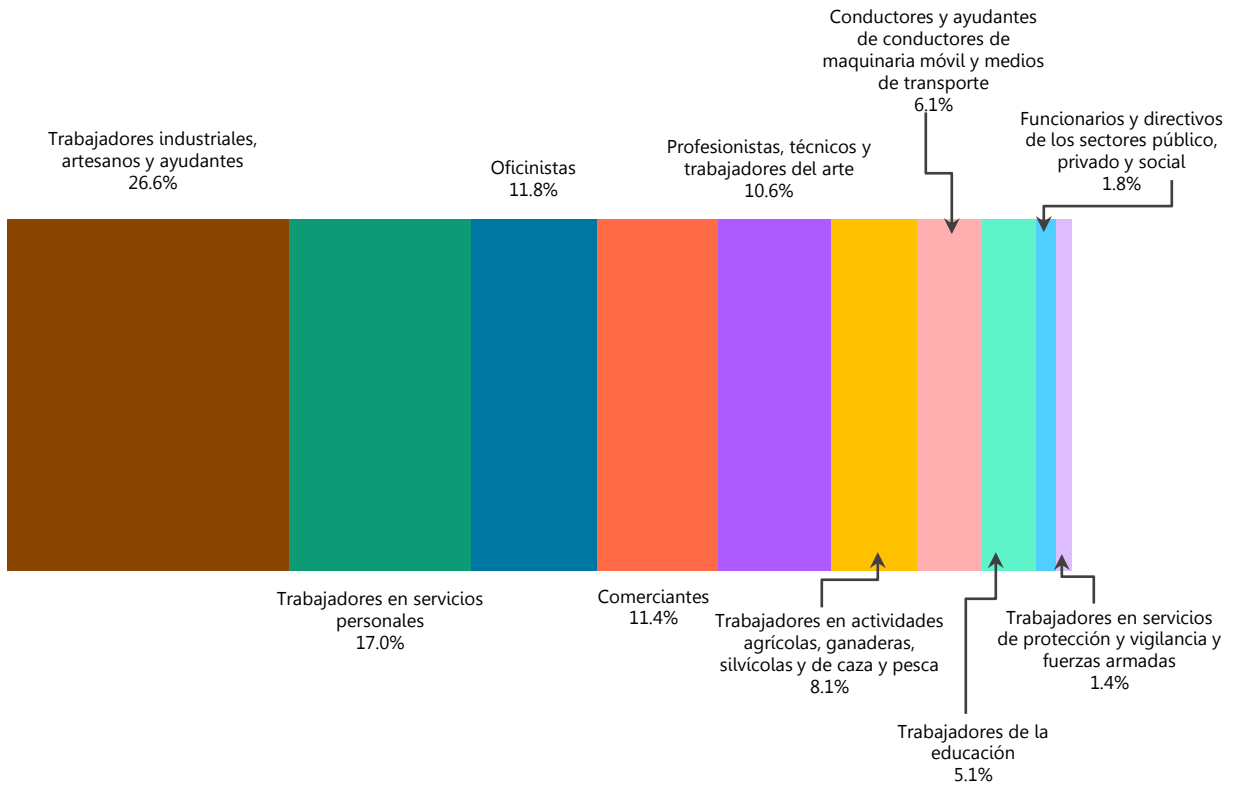 Conductores y ayudantes
de conductores de
maquinaria móvil y medios
de transporte
6.1%
Trabajadores industriales,
artesanos y ayudantes
26.6%
Oficinistas
11.8%
Profesionistas, técnicos y
trabajadores del arte
10.6%
Funcionarios y directivos
de los sectores público,
privado y social
1.8%
Trabajadores en servicios
personales
17.0%
Comerciantes
11.4%
Trabajadores en actividades
agrícolas, ganaderas,
silvícolas y de caza y pesca
8.1%
Trabajadores de la
educación
5.1%
Trabajadores en servicios
de protección y vigilancia y
fuerzas armadas
1.4%